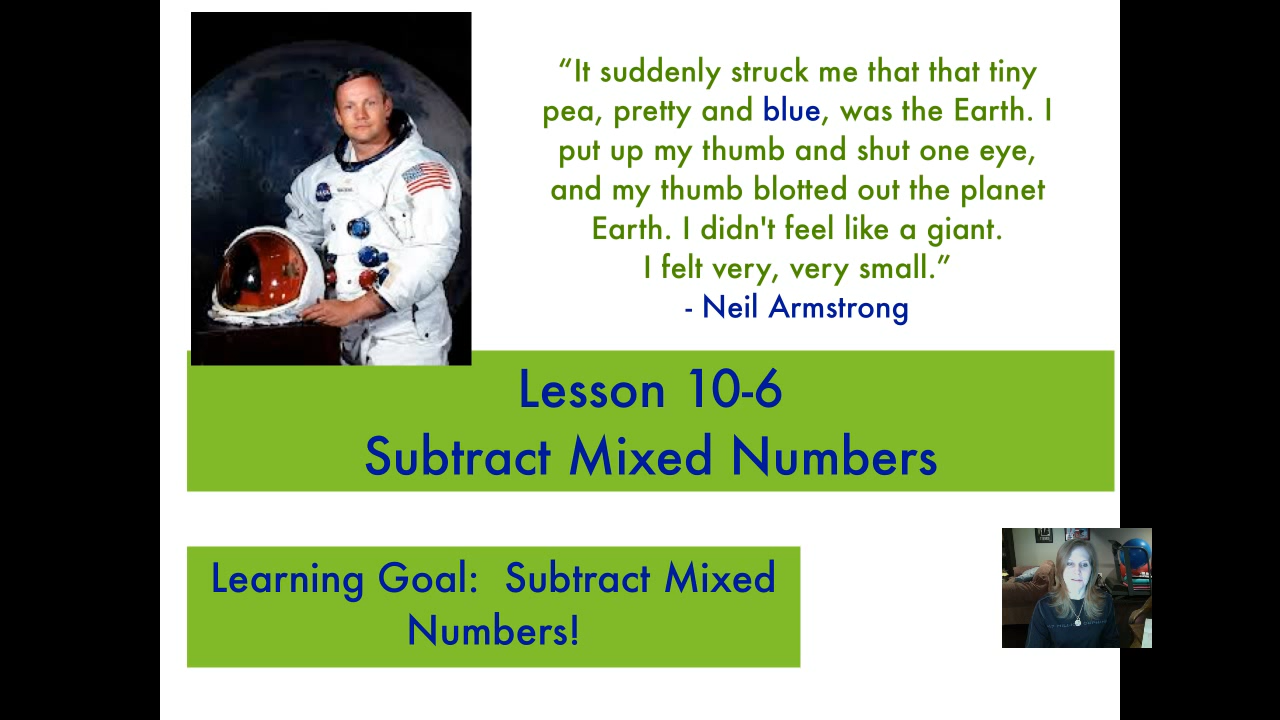 “It suddenly struck me that that tiny
pea, pretty and blue, was the Earth. I
put up my thumb and shut one eye,
and my thumb blotted out the planet
Earth. I didn't feel like a giant.
I felt very, very small.”
- Neil Armstrong
Lesson 10-6
Subtract Mixed Numbers
Learning Goal:  Subtract Mixed
Numbers!